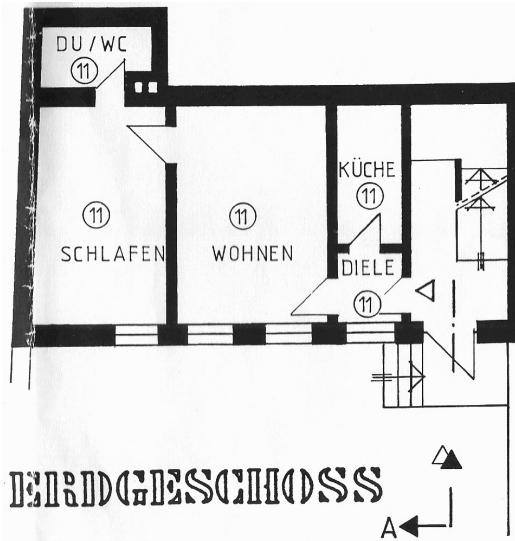 DU/WC
11
KÜCHE
11
11
SCHLAFEN
11
WOHNEN
DIELE
11
ERDGESCHOSS
A